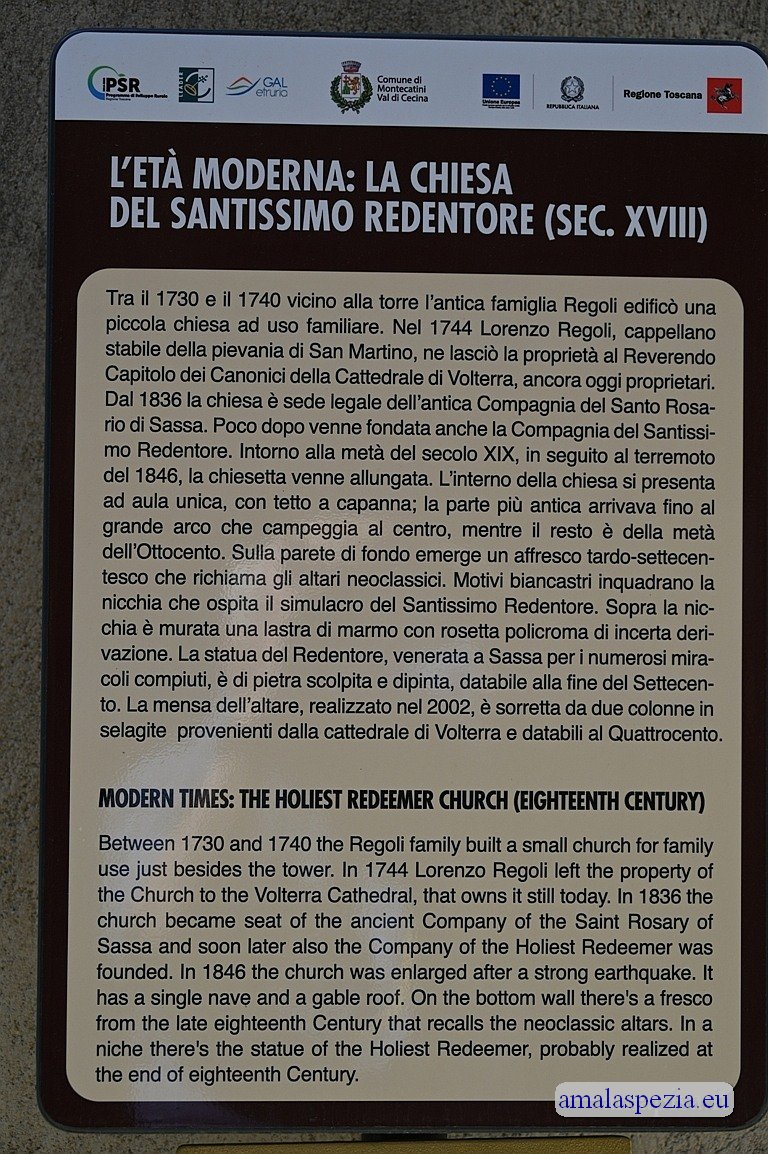 PSR
Programma di Sviluppo Rurale
LEADER
GAL
etruria
Comune di
Montecatini
Val di Cecina
Unione Europea
REPUBBLICA ITALIANA
Regione Toscana
L'ETÀ MODERNA: LA CHIESA
DEL SANTISSIMO REDENTORE (SEC. XVIII)
Tra il 1730 e il 1740 vicino alla torre l'antica famiglia Regoli edificò una
piccola chiesa ad uso familiare. Nel 1744 Lorenzo Regoli, cappellano
stabile della pievania di San Martino, ne lasciò la proprietà al Reverendo
Capitolo dei Canonici della Cattedrale di Volterra, ancora oggi proprietari.
Dal 1836 la chiesa è sede legale dell'antica Compagnia del Santo Rosa-
rio di Sassa. Poco dopo venne fondata anche la Compagnia del Santissi-
mo Redentore. Intorno alla metà del secolo XIX, in seguito al terremoto
del 1846, la chiesetta venne allungata. L'interno della chiesa si presenta
ad aula unica, con tetto a capanna; la parte più antica arrivava fino al
grande arco che campeggia al centro, mentre il resto è della metà
dell'Ottocento. Sulla parete di fondo emerge un affresco tardo-settecen-
tesco che richiama gli altari neoclassici. Motivi biancastri inquadrano la
nicchia che ospita il simulacro del Santissimo Redentore. Sopra la nic-
chia è murata una lastra di marmo con rosetta policroma di incerta deri-
vazione. La statua del Redentore, venerata a Sassa per i numerosi mira-
coli compiuti, è di pietra scolpita e dipinta, databile alla fine del Settecen-
to. La mensa dell'altare, realizzato nel 2002, è sorretta da due colonne in
selagite provenienti dalla cattedrale di Volterra e databili al Quattrocento.
MODERN TIMES: THE HOLIEST REDEEMER CHURCH (EIGHTEENTH CENTURY)
Between 1730 and 1740 the Regoli family built a small church for family
use just besides the tower. In 1744 Lorenzo Regoli left the property of
the Church to the Volterra Cathedral, that owns it still today. In 1836 the
church became seat of the ancient Company of the Saint Rosary of
Sassa and soon later also the Company of the Holiest Redeemer was
founded. In 1846 the church was enlarged after a strong earthquake. It
has a single nave and a gable roof. On the bottom wall there's a fresco
from the late eighteenth Century that recalls the neoclassic altars. In a
niche there's the statue of the Holiest Redeemer, probably realized at
the end of eighteenth Century.
amalaspezia.eu